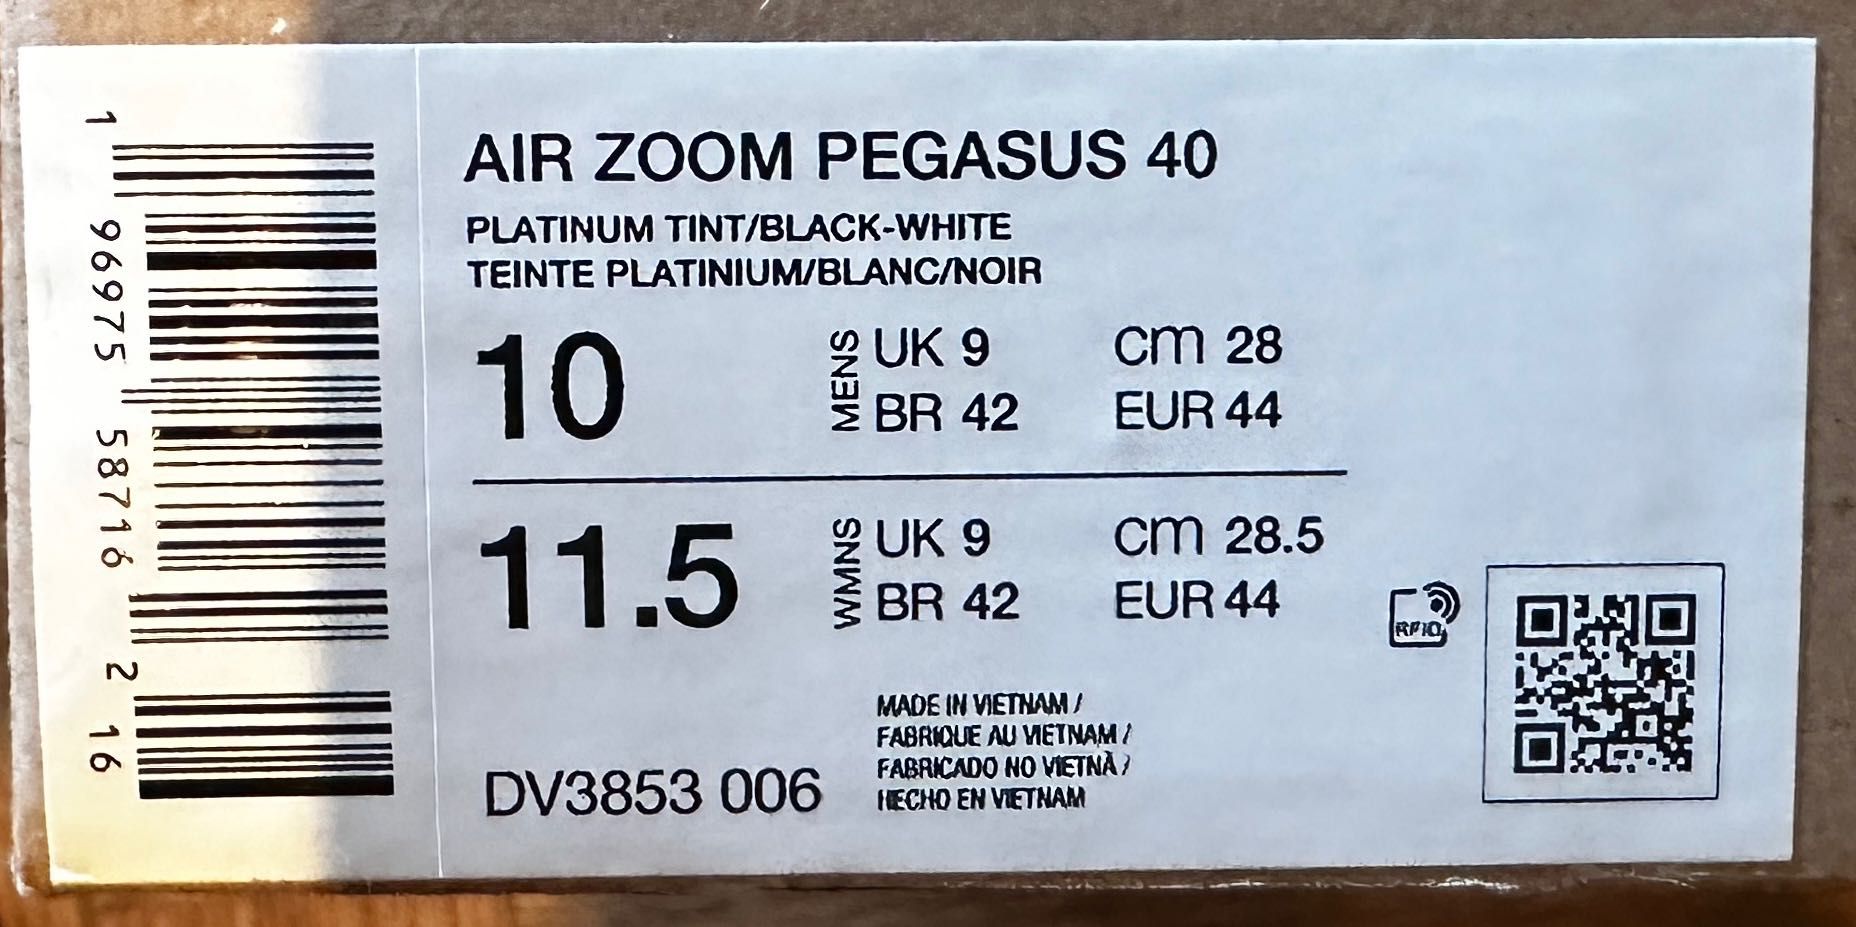 1 96975 58716 2 16
AIR ZOOM PEGASUS 40
PLATINUM TINT/BLACK-WHITE
TEINTE PLATINIUM/BLANC/NOIR
10 MENS UK 9 CM 28
BR 42 EUR 44
11.5 WMNS UK 9 CM 28.5
BR 42 EUR 44
RFID
MADE IN VIETNAM /
FABRIQUE AU VIETNAM /
FABRICADO NO VIETNÃ /
HECHO EN VIETNAM
DV3853 006